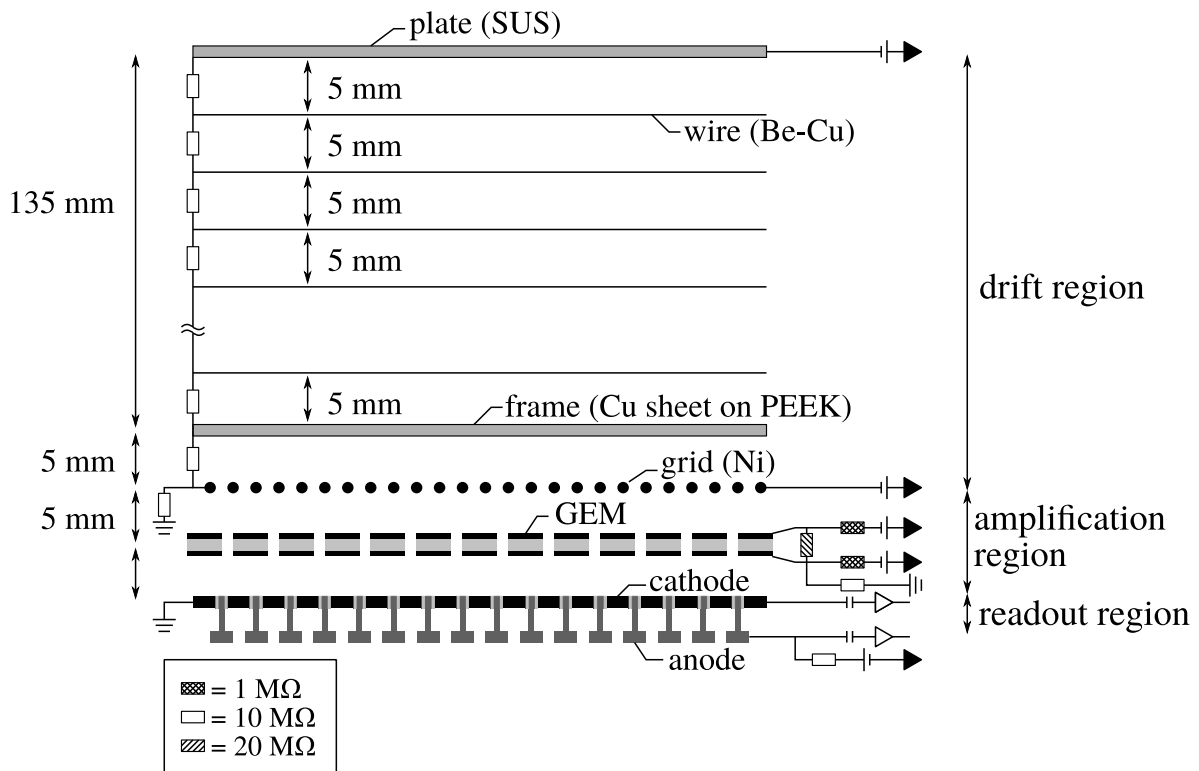 plate (SUS)
5 mm
wire (Be-Cu)
5 mm
135 mm
5 mm
5 mm
drift region
5 mm
frame (Cu sheet on PEEK)
5 mm
grid (Ni)
5 mm
GEM
amplification
region
cathode
readout region
anode
= 1 MΩ
= 10 MΩ
= 20 MΩ